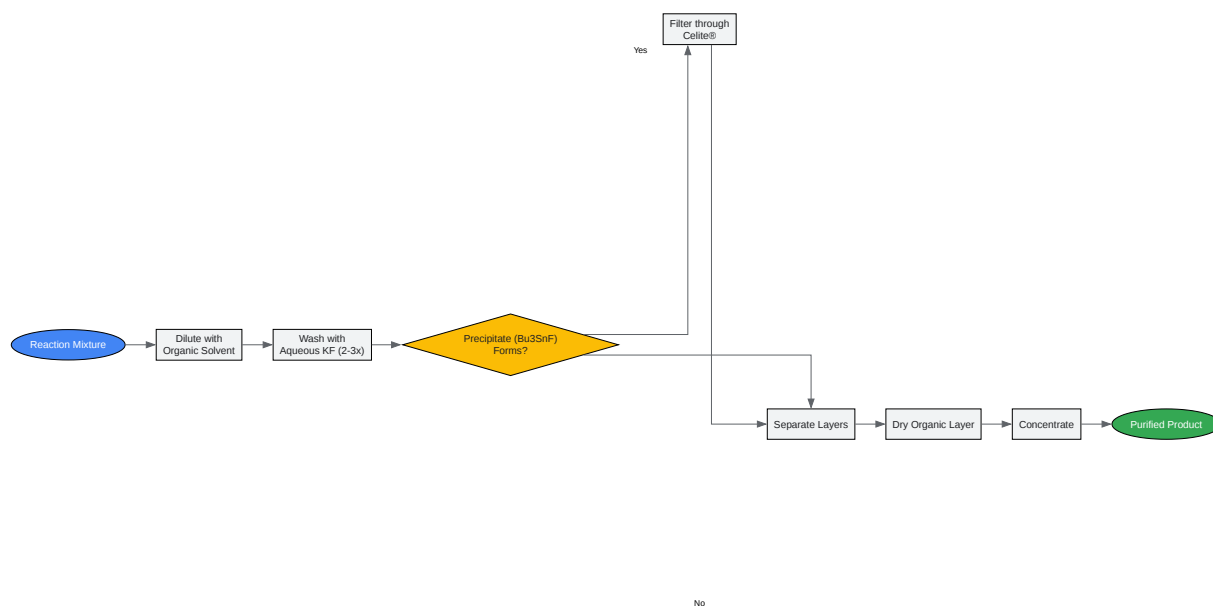 Filter through
Celite®
Yes
Reaction Mixture
Dilute with
Organic Solvent
Wash with
Aqueous KF (2-3x)
Precipitate (Bu3SnF)
Forms?
Separate Layers
Dry Organic Layer
Concentrate
Purified Product
No